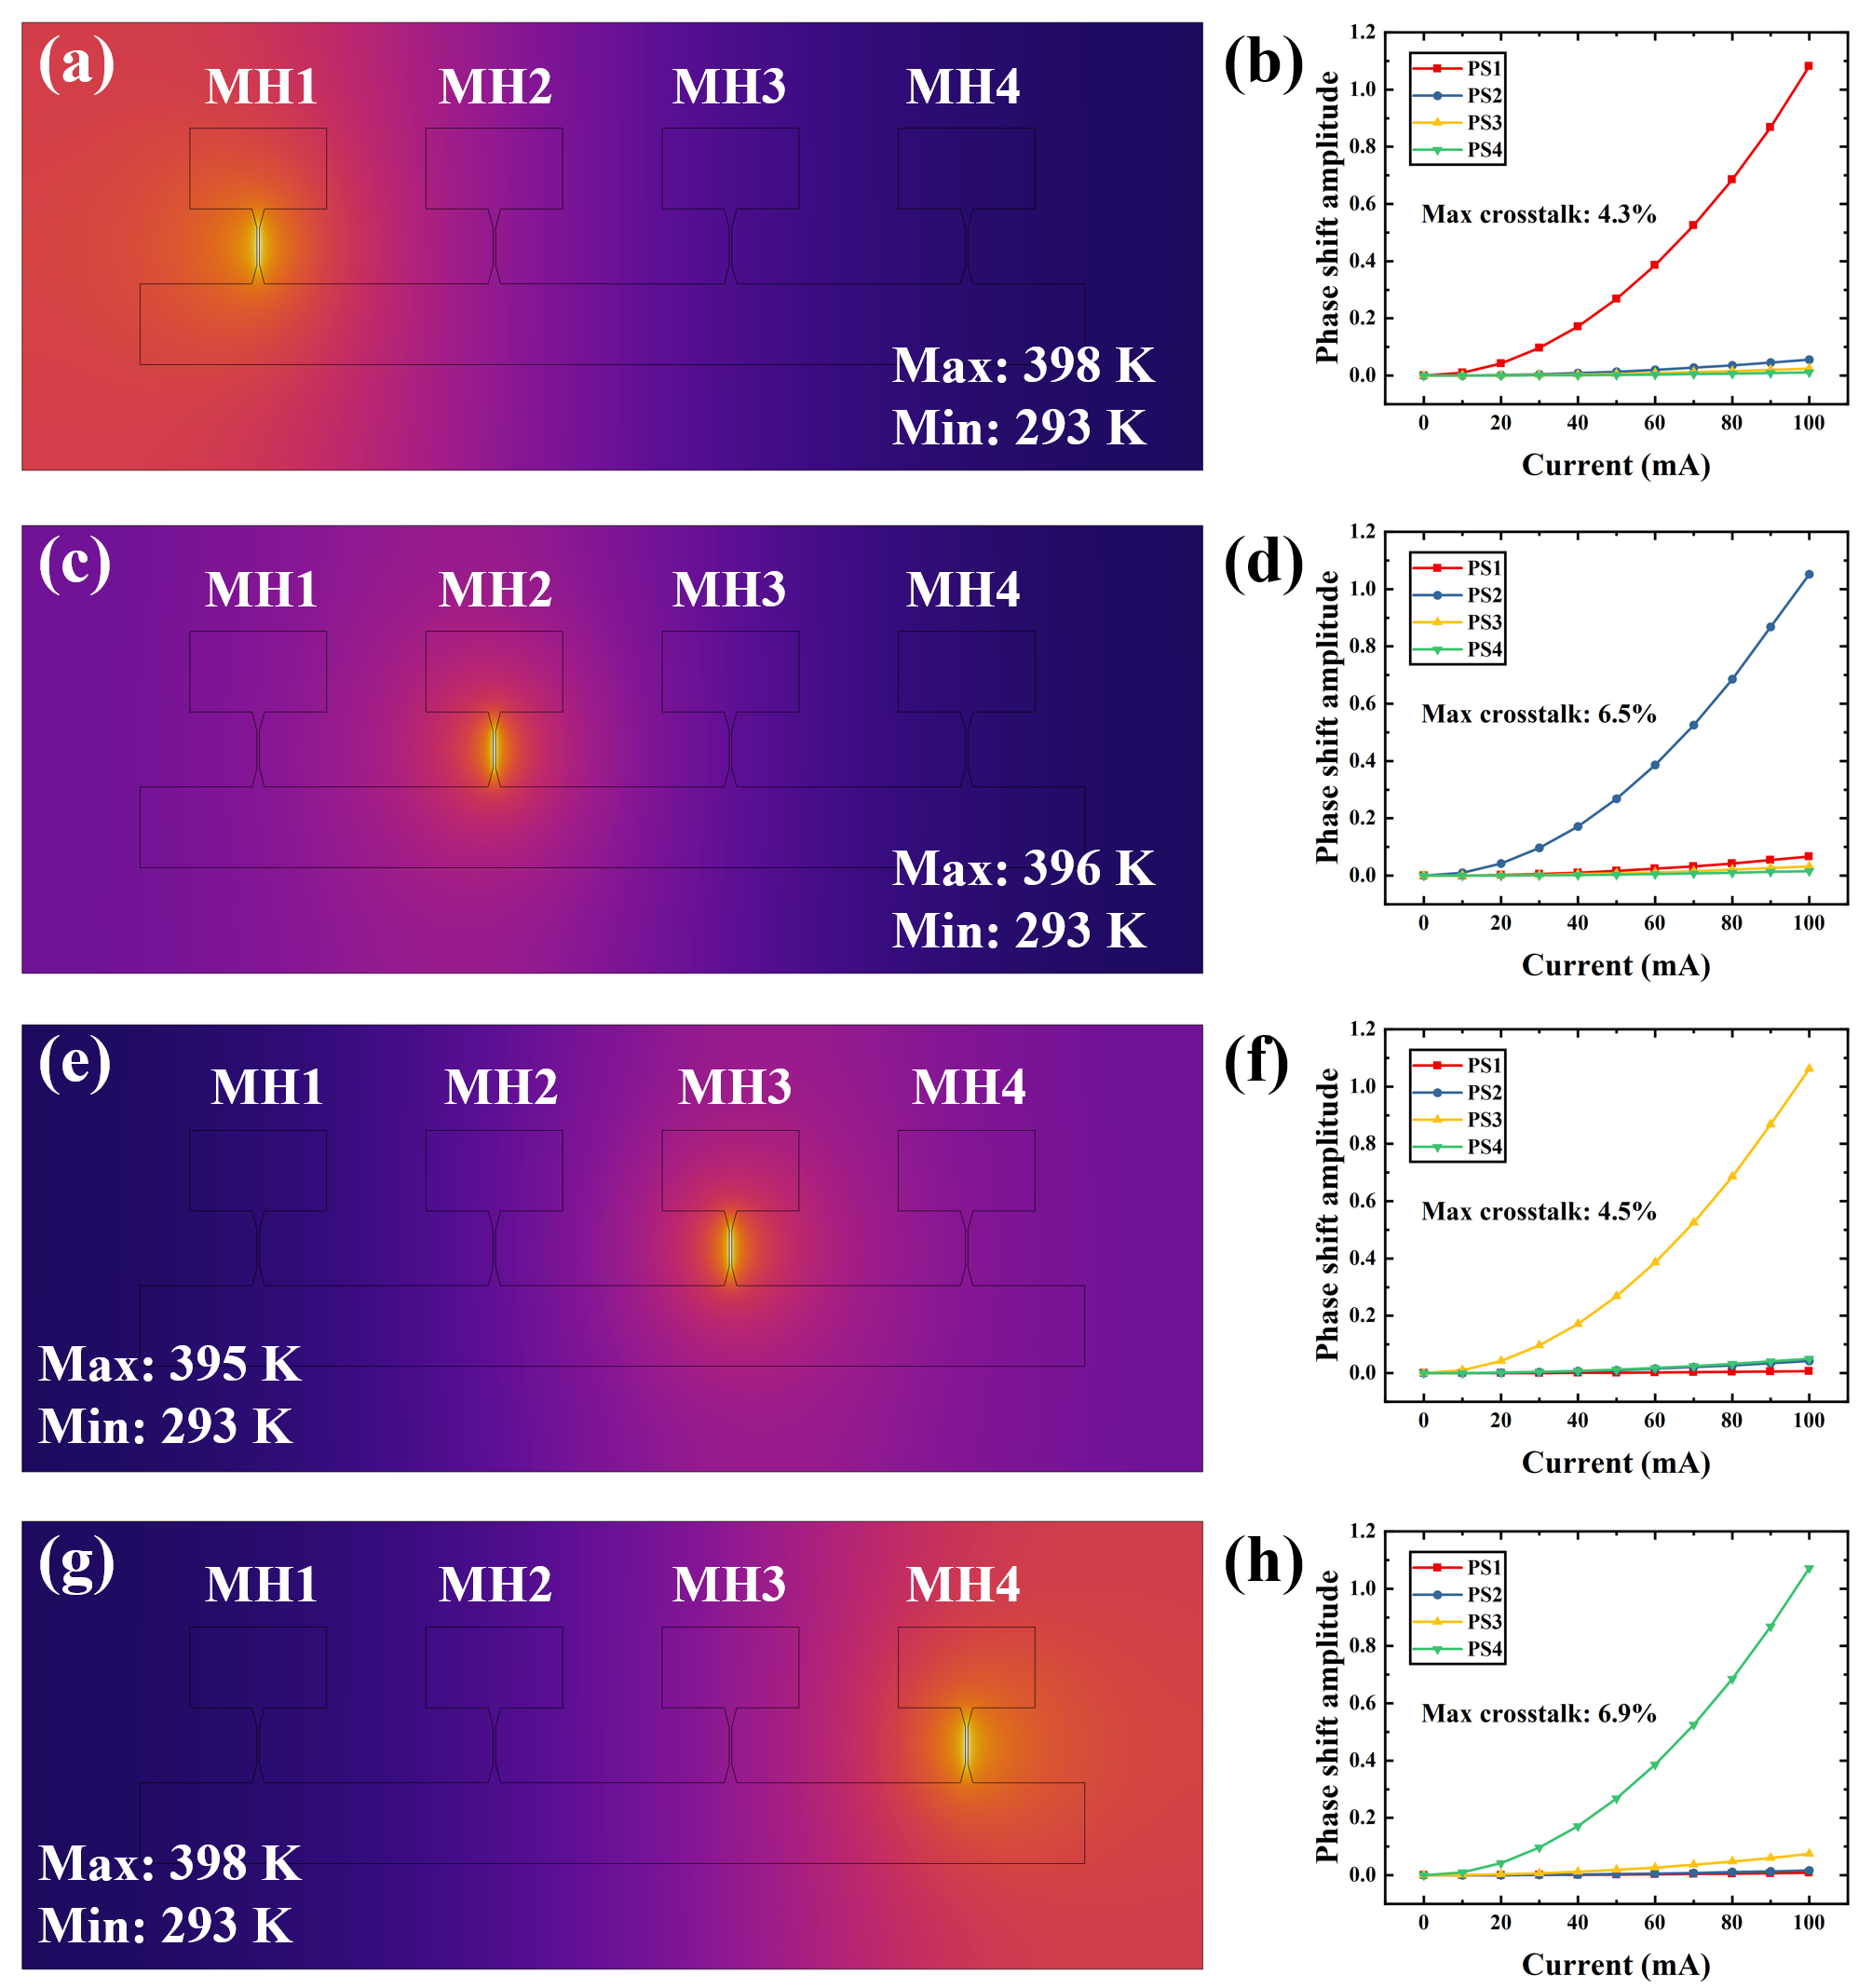 (a)
MH1 MH2 MH3 MH4
Max: 398 K
Min: 293 K
(b)
1.2
1.0
0.8
0.6
0.4
0.2
0.0
Phase shift amplitude
PS1
PS2
PS3
PS4
Max crosstalk: 4.3%
0 20 40 60 80 100
Current (mA)
(c)
MH1 MH2 MH3 MH4
Max: 396 K
Min: 293 K
(d)
1.2
1.0
0.8
0.6
0.4
0.2
0.0
Phase shift amplitude
PS1
PS2
PS3
PS4
Max crosstalk: 6.5%
0 20 40 60 80 100
Current (mA)
(e)
MH1 MH2 MH3 MH4
Max: 395 K
Min: 293 K
(f)
1.2
1.0
0.8
0.6
0.4
0.2
0.0
Phase shift amplitude
PS1
PS2
PS3
PS4
Max crosstalk: 4.5%
0 20 40 60 80 100
Current (mA)
(g)
MH1 MH2 MH3 MH4
Max: 398 K
Min: 293 K
(h)
1.2
1.0
0.8
0.6
0.4
0.2
0.0
Phase shift amplitude
PS1
PS2
PS3
PS4
Max crosstalk: 6.9%
0 20 40 60 80 100
Current (mA)